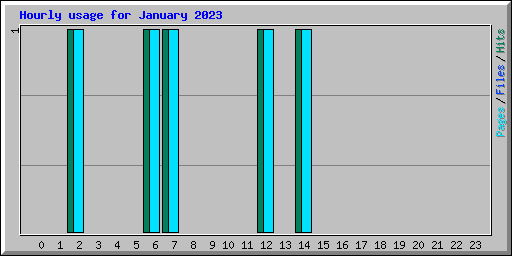 Hourly usage for January 2023
1
Pages/Files/Hits
0 1 2 3 4 5 6 7 8 9 10 11 12 13 14 15 16 17 18 19 20 21 22 23